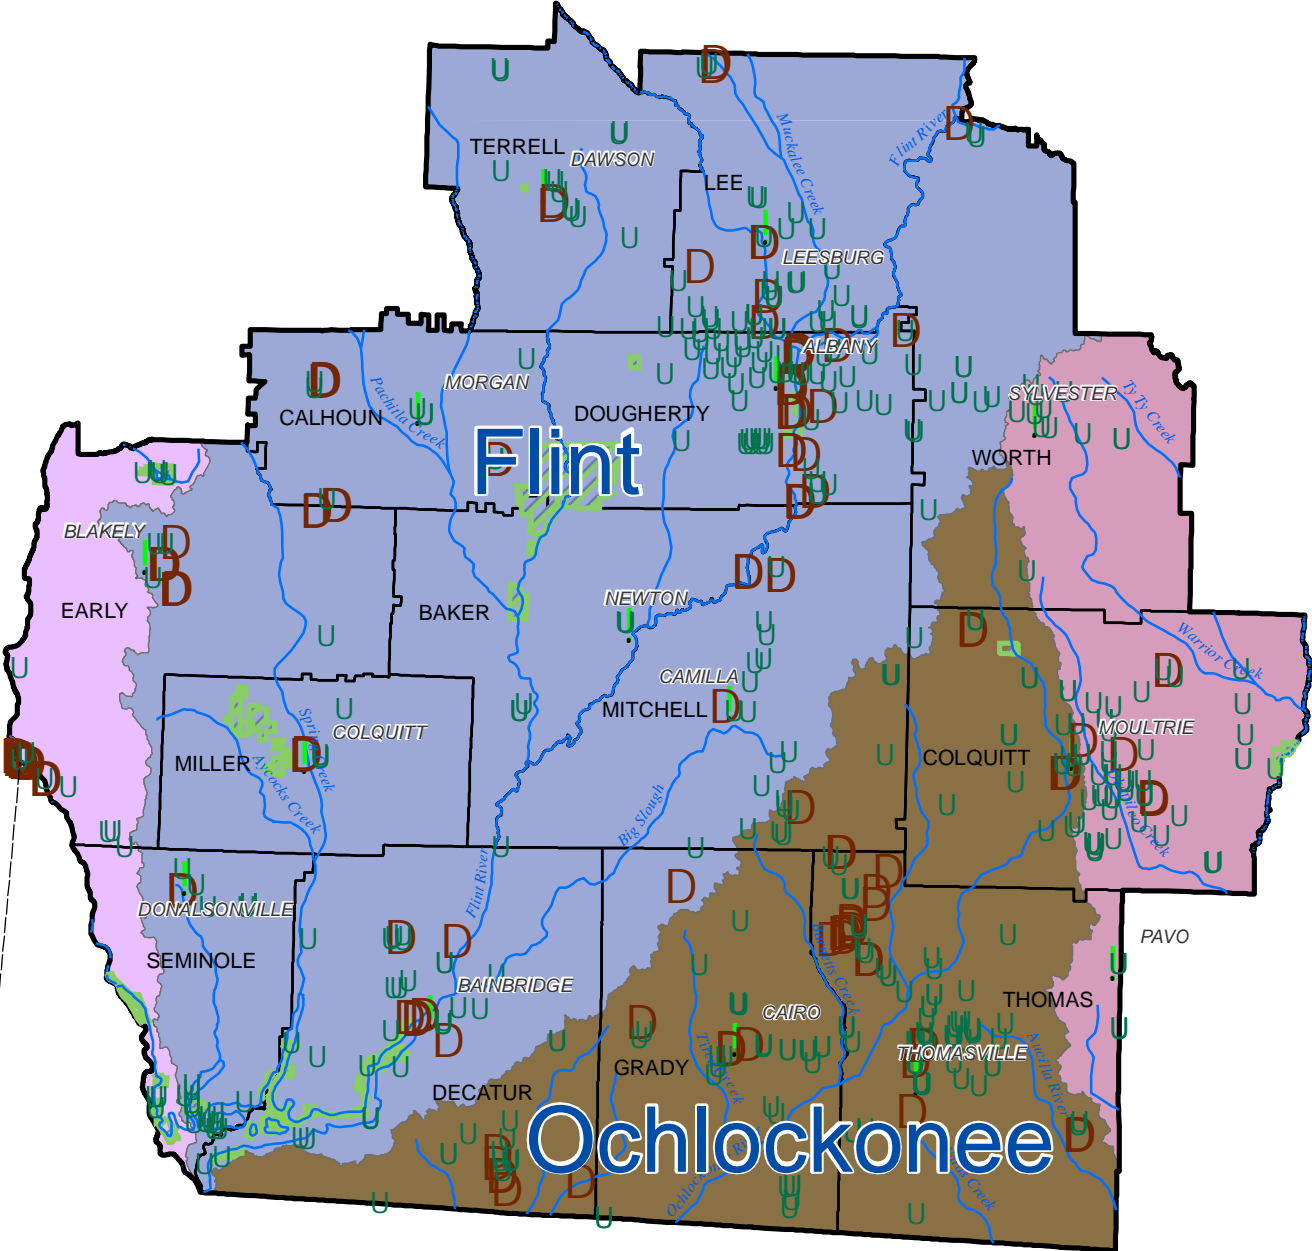 TERRELL
DAWSON
LEE
Muckalee Creek
Flint River
LEESBURG
ALBANY
MORGAN
CALHOUN
Pachitla Creek
DOUGHERTY
SYLVESTER
Ty Ty Creek
WORTH
Flint
BLAKELY
EARLY
BAKER
NEWTON
Warrior Creek
CAMILLA
MITCHELL
COLQUITT
Spring Creek
MILLER
Aycocks Creek
MOULTRIE
COLQUITT
Big Slough
Flint River
DONALSONVILLE
SEMINOLE
PAVO
BAINBRIDGE
THOMAS
CAIRO
Barnetts Creek
THOMASVILLE
GRADY
Aucilla River
DECATUR
Ochlockonee